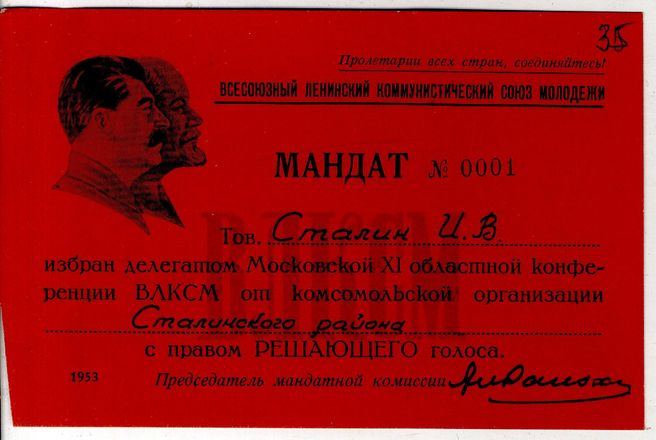 35
Пролетарии всех стран, соединяйтесь!
ВСЕСОЮЗНЫЙ ЛЕНИНСКИЙ КОММУНИСТИЧЕСКИЙ СОЮЗ МОЛОДЕЖИ
МАНДАТ № 0001
ВЛКСМ
Тов. Сталин И.В.
избран делегатом Московской XI областной конфе-
ренции ВЛКСМ от комсомольской организации
Сталинского района
с правом РЕШАЮЩЕГО голоса.
1953 Председатель мандатной комиссии